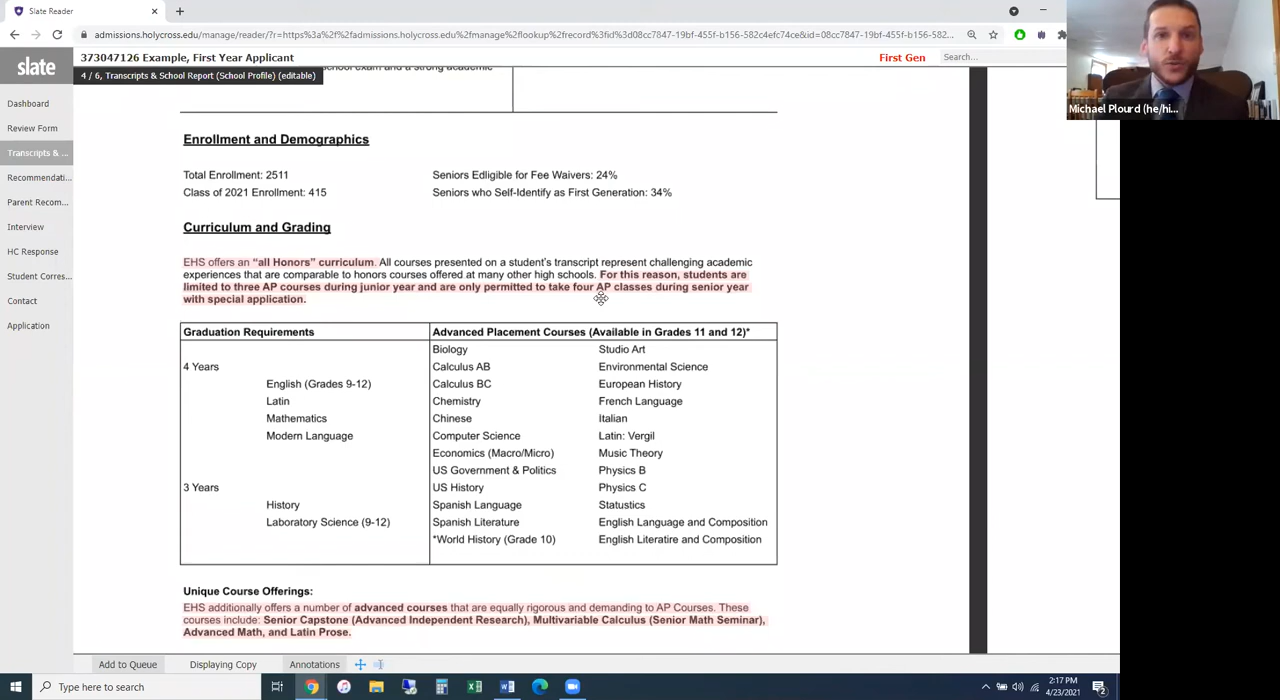 Slate Reader
admissions.holycross.edu/manage/reader/?r=https%3a%2f%2fadmissions.holycross.edu%2fmanage%2flookup%2frecord%3fid%3d08cc7847-19bf-455f-b156-582c4efc74ce&id=08cc7847-19bf-455f-b156-582...
slate
373047126 Example, First Year Applicant
First Gen
Search...
4 / 6, Transcripts & School Report (School Profile) (editable)
Michael Plourd (he/hi...
Dashboard
Review Form
Transcripts & ...
Recommendati...
Parent Recom...
Interview
HC Response
Student Corres...
Contact
Application
Enrollment and Demographics
Total Enrollment: 2511
Seniors Edligible for Fee Waivers: 24%
Class of 2021 Enrollment: 415
Seniors who Self-Identify as First Generation: 34%
Curriculum and Grading
EHS offers an “all Honors” curriculum. All courses presented on a student’s transcript represent challenging academic
experiences that are comparable to honors courses offered at many other high schools. For this reason, students are
limited to three AP courses during junior year and are only permitted to take four AP classes during senior year
with special application.
Graduation Requirements
Advanced Placement Courses (Available in Grades 11 and 12)*
4 Years
English (Grades 9-12)
Latin
Mathematics
Modern Language
3 Years
History
Laboratory Science (9-12)
Biology
Calculus AB
Calculus BC
Chemistry
Chinese
Computer Science
Economics (Macro/Micro)
US Government & Politics
US History
Spanish Language
Spanish Literature
*World History (Grade 10)
Studio Art
Environmental Science
European History
French Language
Italian
Latin: Vergil
Music Theory
Physics B
Physics C
Statustics
English Language and Composition
English Literatire and Composition
Unique Course Offerings:
EHS additionally offers a number of advanced courses that are equally rigorous and demanding to AP Courses. These
courses include: Senior Capstone (Advanced Independent Research), Multivariable Calculus (Senior Math Seminar),
Advanced Math, and Latin Prose.
Add to Queue
Displaying Copy
Annotations
Type here to search
2:17 PM
4/23/2021
2